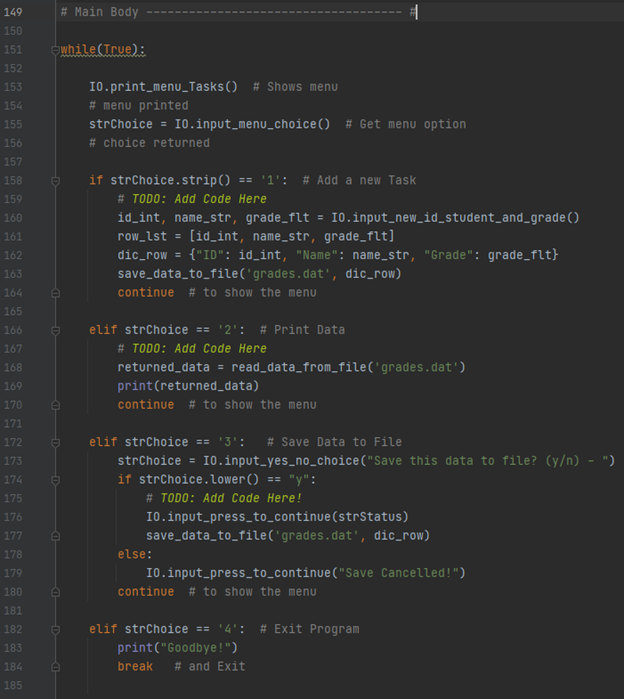 149 # Main Body ---------------------------------- #
150
151 while(True):
152
153 IO.print_menu_Tasks()  # Shows menu
154 # menu printed
155 strChoice = IO.input_menu_choice()  # Get menu option
156 # choice returned
157
158 if strChoice.strip() == '1':  # Add a new Task
159 # TODO: Add Code Here
160 id_int, name_str, grade_flt = IO.input_new_id_student_and_grade()
161 row_lst = [id_int, name_str, grade_flt]
162 dic_row = {"ID": id_int, "Name": name_str, "Grade": grade_flt}
163 save_data_to_file('grades.dat', dic_row)
164 continue  # to show the menu
165
166 elif strChoice == '2':  # Print Data
167 # TODO: Add Code Here
168 returned_data = read_data_from_file('grades.dat')
169 print(returned_data)
170 continue  # to show the menu
171
172 elif strChoice == '3':   # Save Data to File
173 strChoice = IO.input_yes_no_choice("Save this data to file? (y/n) - ")
174 if strChoice.lower() == "y":
175 # TODO: Add Code Here!
176 IO.input_press_to_continue(strStatus)
177 save_data_to_file('grades.dat', dic_row)
178 else:
179 IO.input_press_to_continue("Save Cancelled!")
180 continue  # to show the menu
181
182 elif strChoice == '4':  # Exit Program
183 print("Goodbye!")
184 break   # and Exit
185